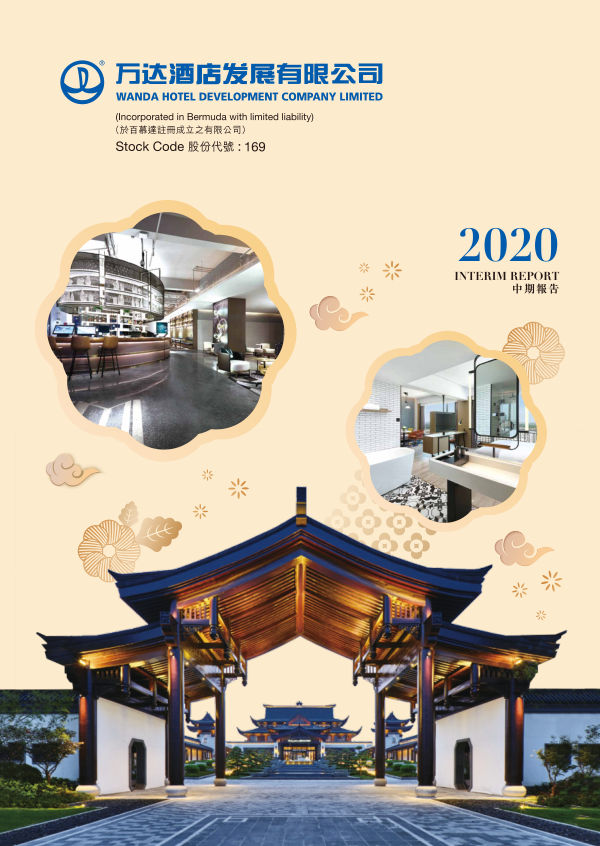 万达酒店发展有限公司
WANDA HOTEL DEVELOPMENT COMPANY LIMITED
(Incorporated in Bermuda with limited liability)
(於百慕達註冊成立之有限公司)
Stock Code 股份代號 : 169
2020
INTERIM REPORT
中期報告